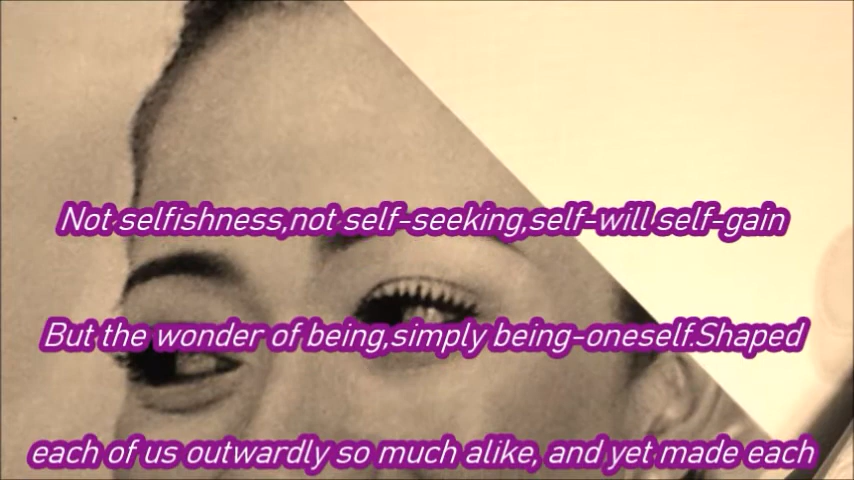 Not selfishness,not self-seeking,self-will self-gain
But the wonder of being,simply being-oneself.Shaped
each of us outwardly so much alike, and yet made each